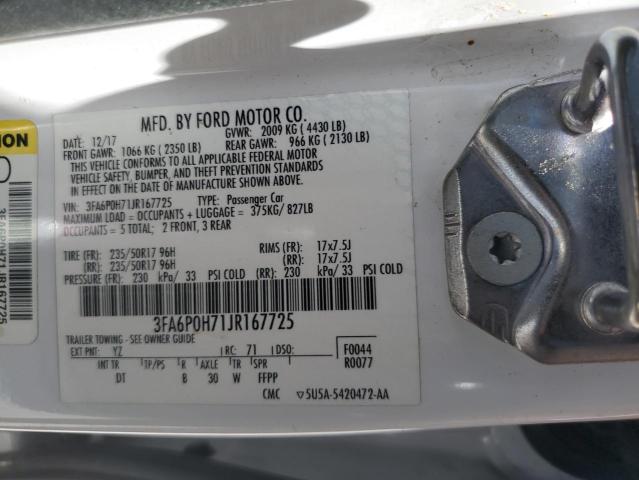 MFD. BY FORD MOTOR CO.
DATE: 12/17 GVWR: 2009 KG (4430 LB)
FRONT GAWR: 1066 KG (2350 LB) REAR GAWR: 966 KG (2130 LB)
THIS VEHICLE CONFORMS TO ALL APPLICABLE FEDERAL MOTOR
VEHICLE SAFETY, BUMPER, AND THEFT PREVENTION STANDARDS
IN EFFECT ON THE DATE OF MANUFACTURE SHOWN ABOVE.
VIN: 3FA6P0H71JR167725 TYPE: Passenger Car
MAXIMUM LOAD = OCCUPANTS + LUGGAGE = 375KG/ 827LB
OCCUPANTS = 5 TOTAL; 2 FRONT, 3 REAR
TIRE (FR): 235/50R17 96H RIMS (FR): 17x7.5J
(RR): 235/50R17 96H (RR): 17x7.5J
PRESSURE (FR): 230 kPa/ 33 PSI COLD (RR): 230 kPa/ 33 PSI COLD
3FA6P0H71JR167725
TRAILER TOWING - SEE OWNER GUIDE
EXT PNT: YZ RC: 71 DSO: F0044
INT TR TP/PS R AXLE TR SPR R0077
DT B 30 W FFPP
CMC ▽5U5A-5420472-AA
3FA6P0H71JR167725